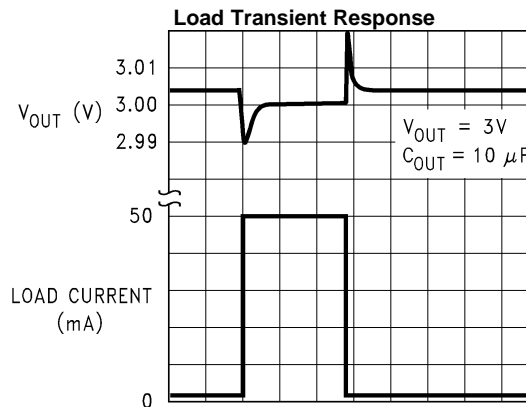 Load Transient Response
3.01
V_OUT (V)
3.00
2.99
V_OUT = 3V
C_OUT = 10 μF
50
LOAD CURRENT
(mA)
0